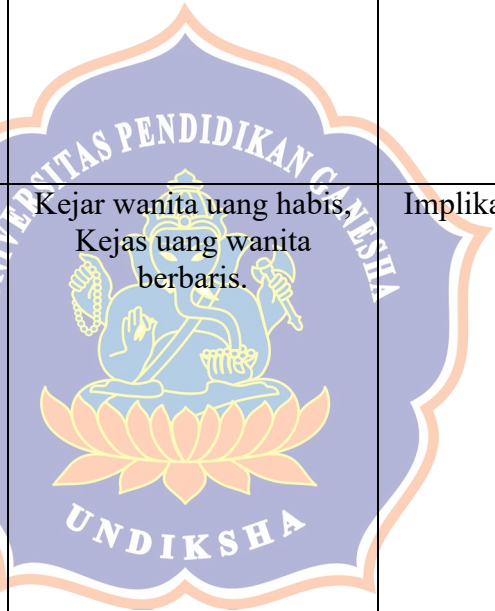 UNIVERSITAS PENDIDIKAN GANESHA
Kejar wanita uang habis,
Kejas uang wanita
berbaris.
Implika
UNDIKSHA